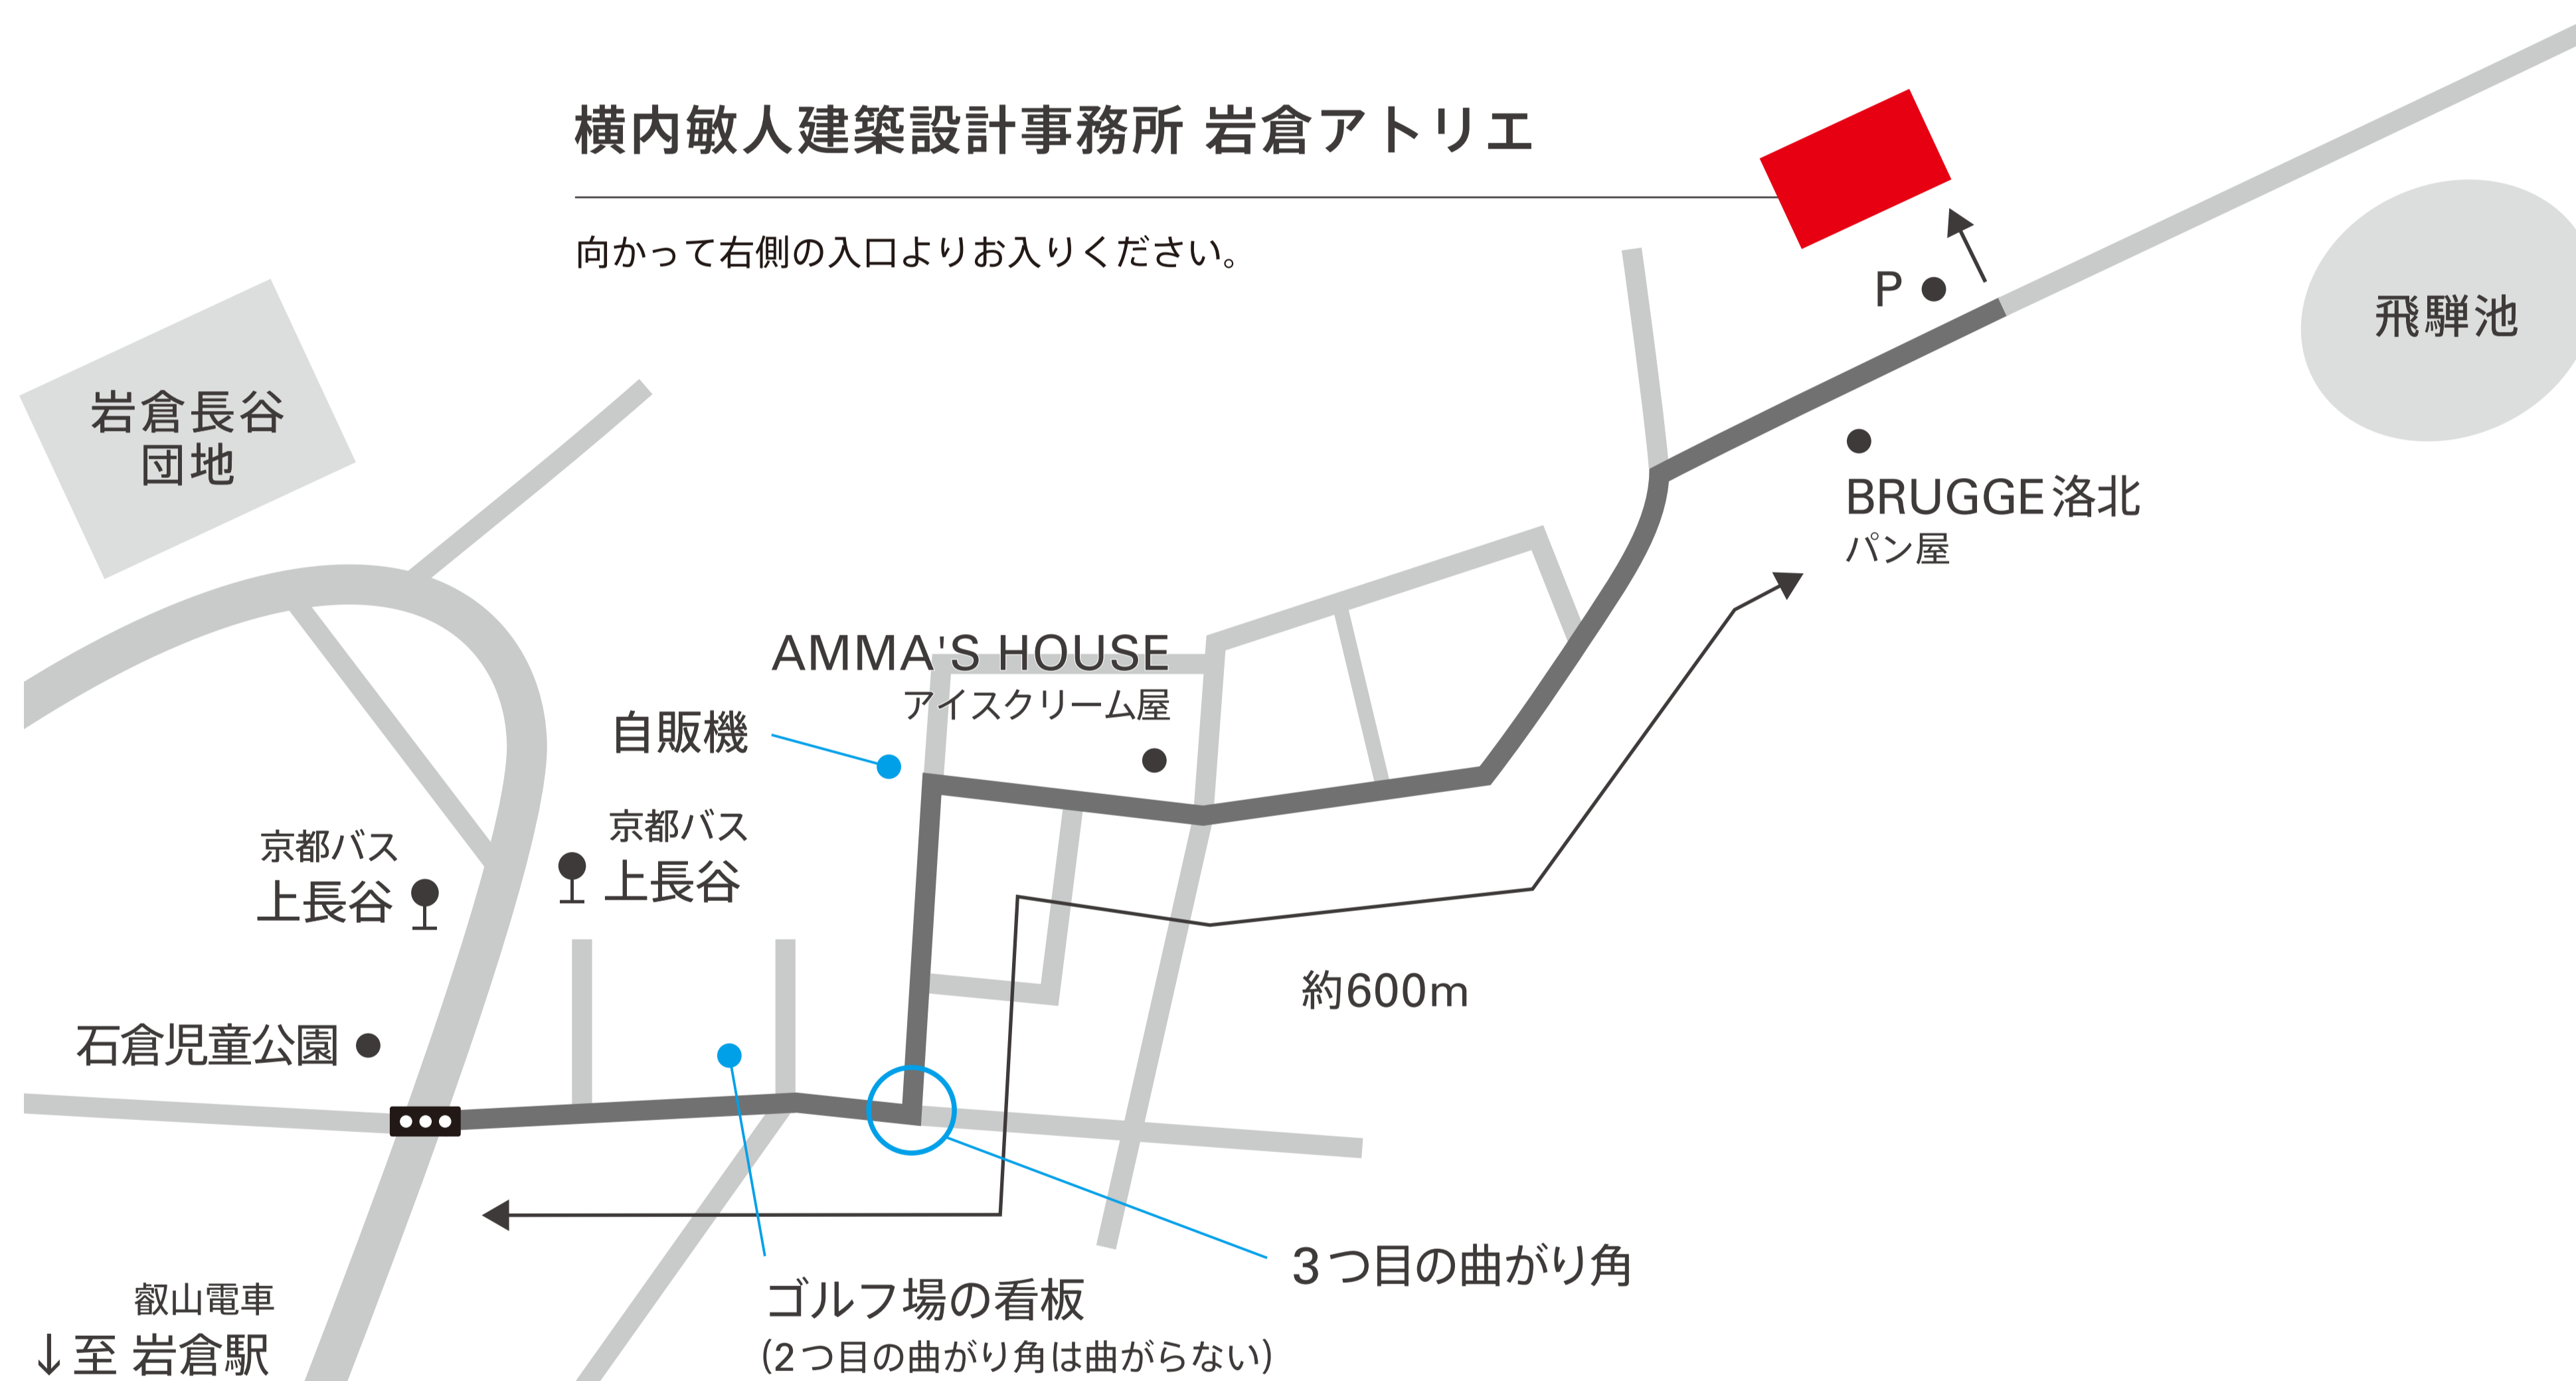 横内敏人建築設計事務所 岩倉アトリエ
向かって右側の入口よりお入りください。
P
飛騨池
岩倉長谷
団地
BRUGGE 洛北
パン屋
AMMA'S HOUSE
アイスクリーム屋
自販機
京都バス
上長谷
京都バス
上長谷
約600m
石倉児童公園
3つ目の曲がり角
ゴルフ場の看板
(2つ目の曲がり角は曲がらない)
叡山電車
↓至 岩倉駅